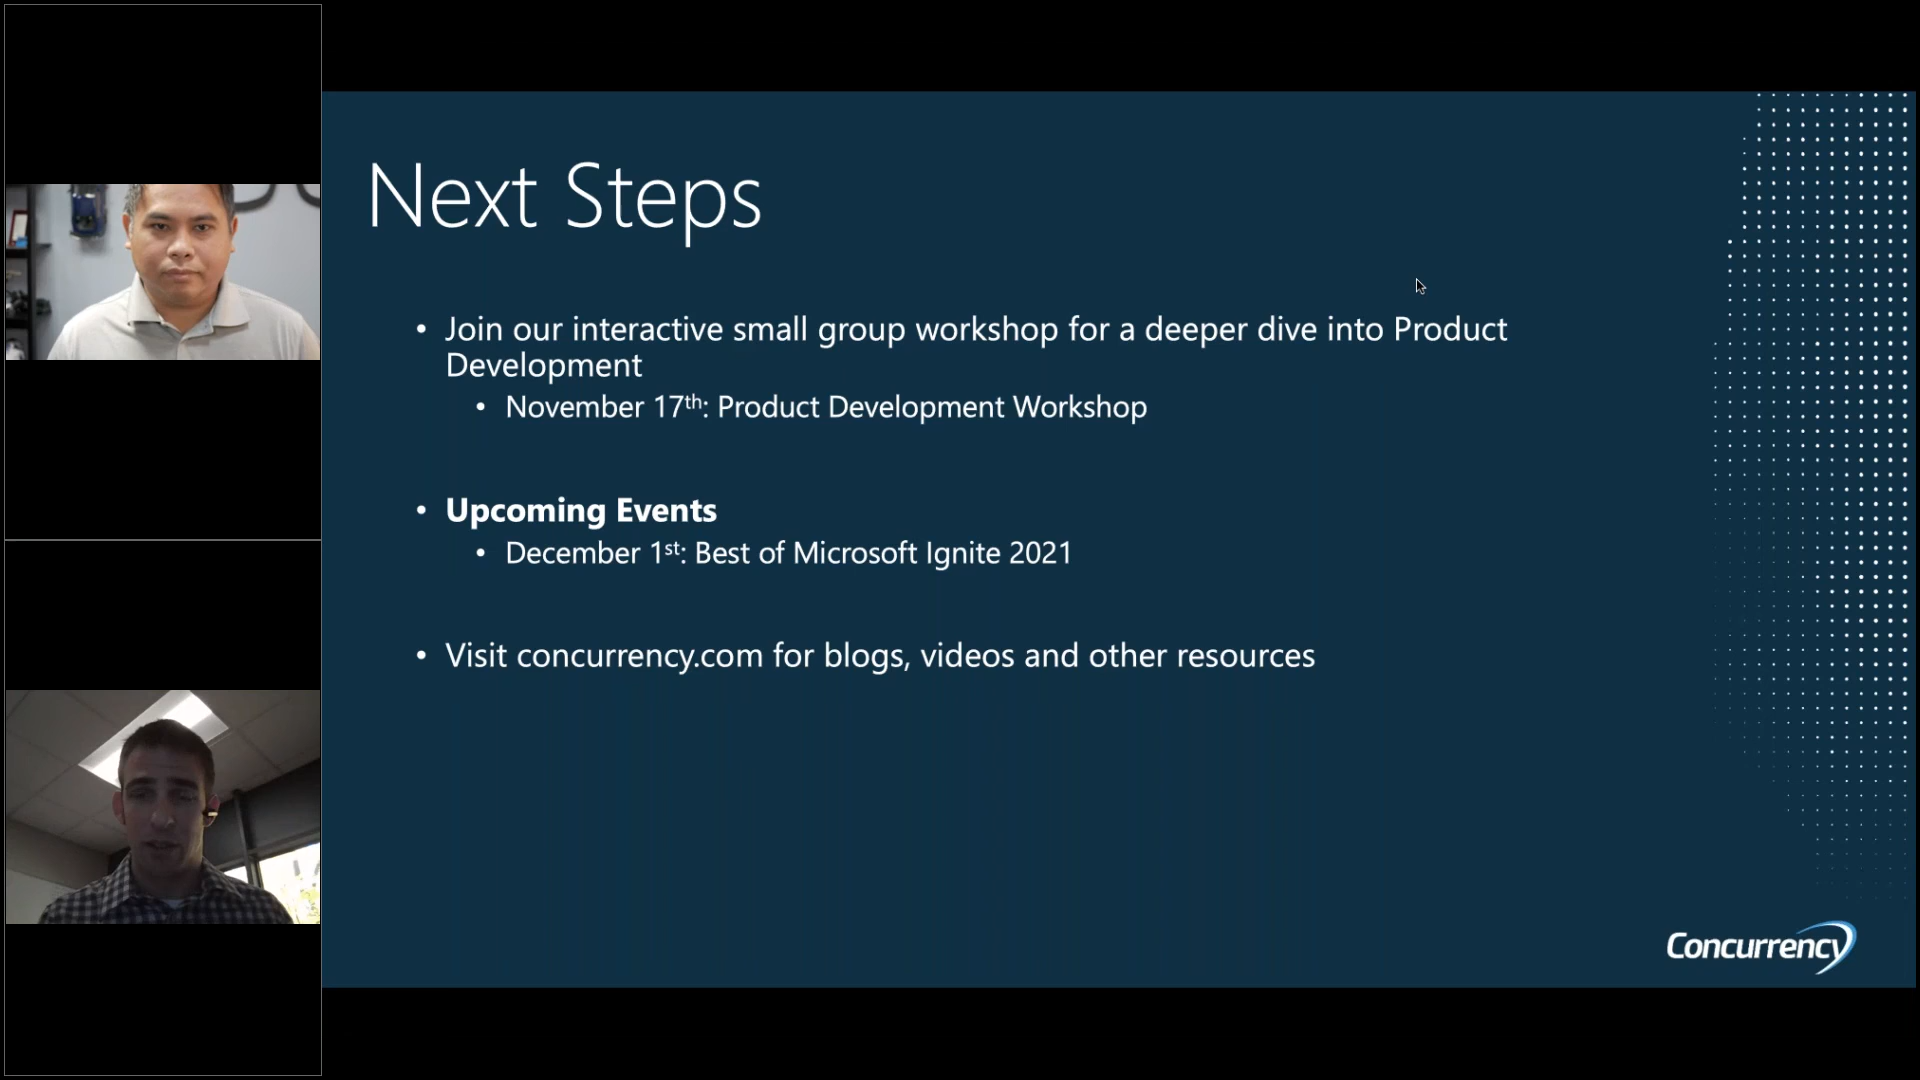 Next Steps
• Join our interactive small group workshop for a deeper dive into Product
Development
• November 17th: Product Development Workshop
• Upcoming Events
• December 1st: Best of Microsoft Ignite 2021
• Visit concurrency.com for blogs, videos and other resources
Concurrency